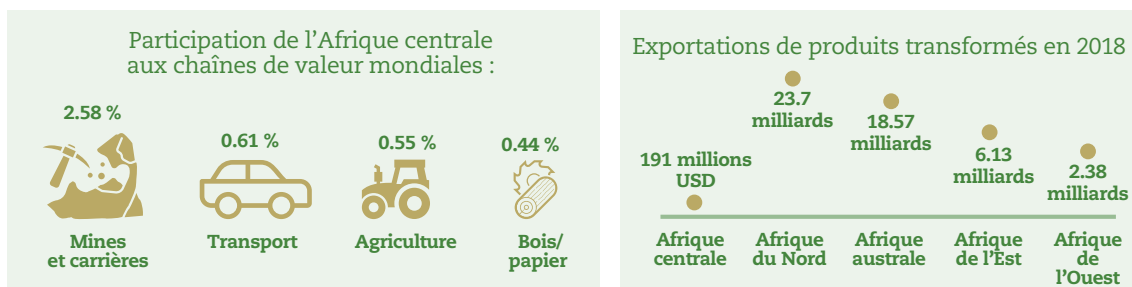 Participation de l’Afrique centrale
aux chaînes de valeur mondiales :
2.58 %
0.61 %
0.55 %
0.44 %
Mines
et carrières
Transport
Agriculture
Bois/
papier
Exportations de produits transformés en 2018
191 millions
USD
23.7
milliards
18.57
milliards
6.13
milliards
2.38
milliards
Afrique
centrale
Afrique
du Nord
Afrique
australe
Afrique
de l’Est
Afrique
de
l’Ouest